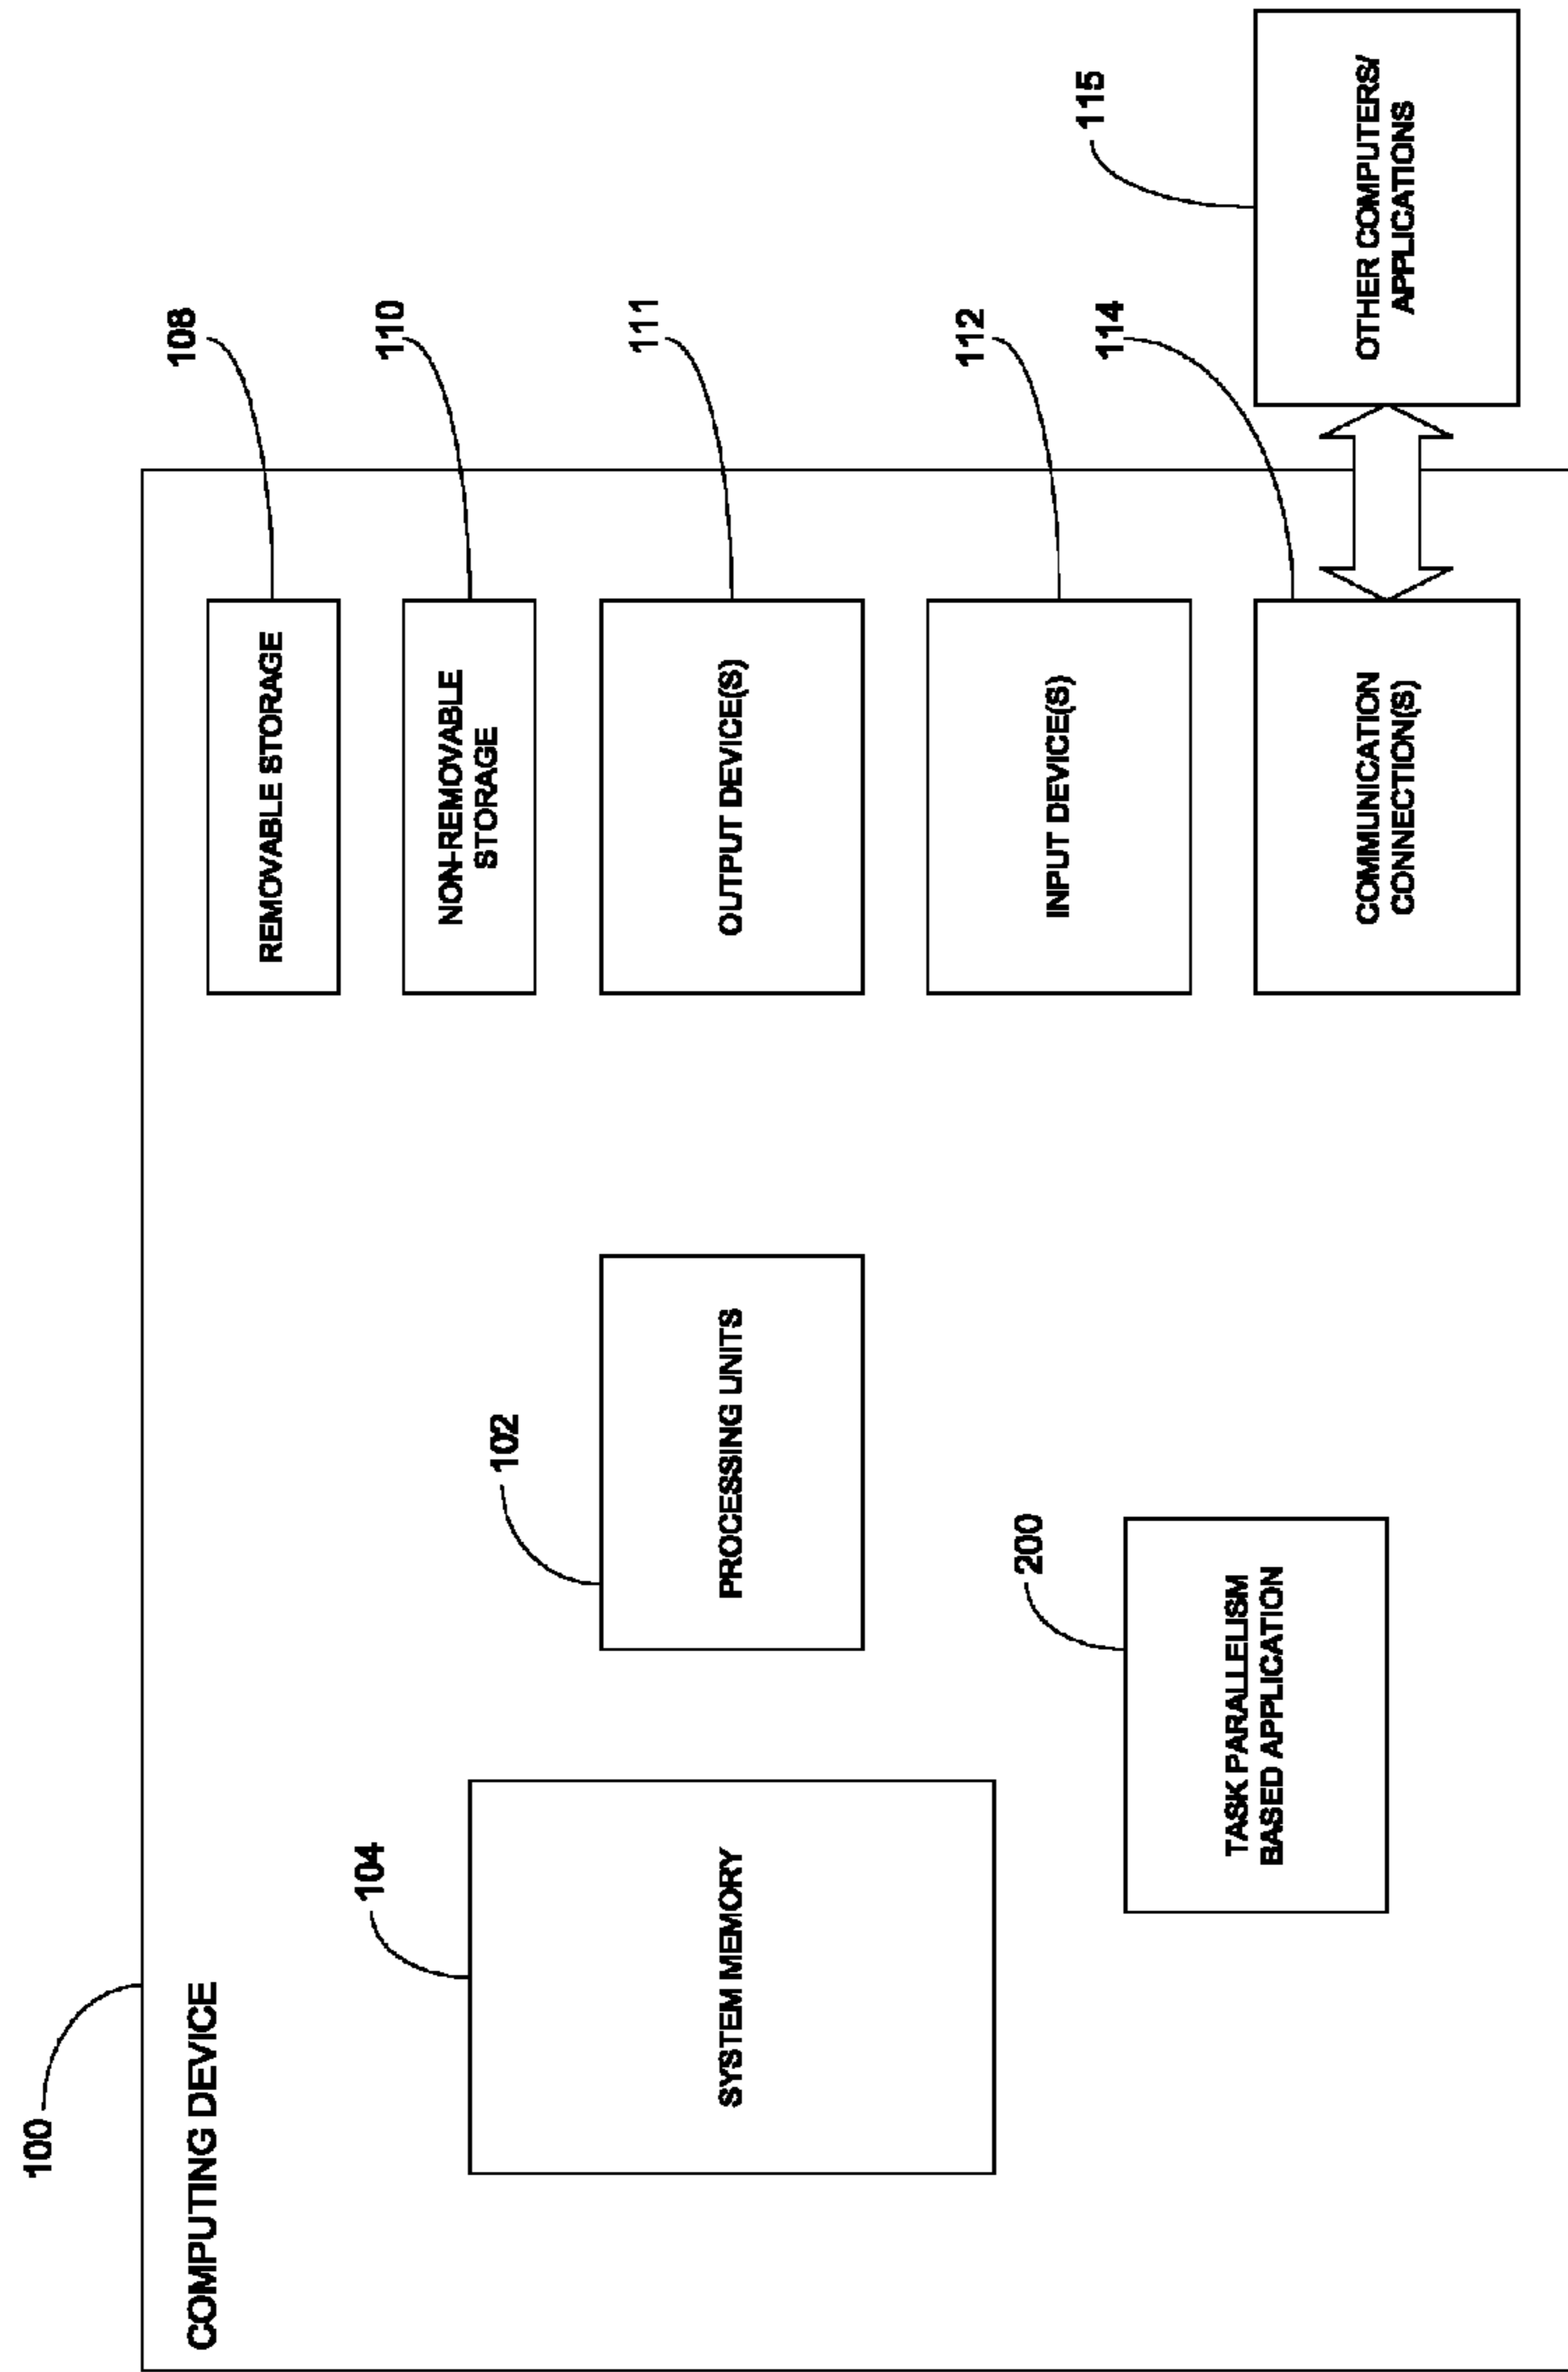 100
COMPUTING DEVICE
104
SYSTEM MEMORY
102
PROCESSING UNITS
200
TASK PARALLELISM
BASED APPLICATION
108
REMOVABLE STORAGE
110
NON-REMOVABLE
STORAGE
111
OUTPUT DEVICE(S)
112
INPUT DEVICE(S)
114
COMMUNICATION
CONNECTION(S)
115
OTHER COMPUTERS/
APPLICATIONS